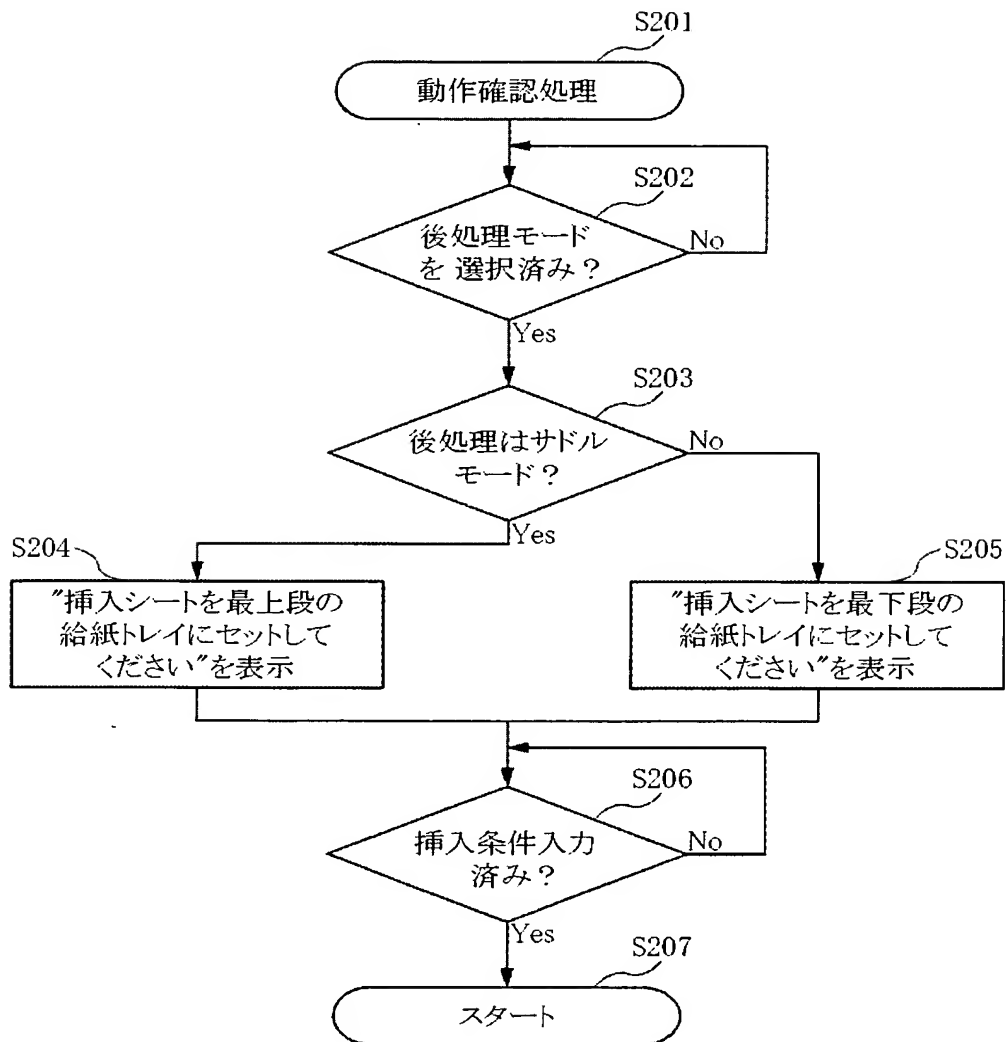 S201
動作確認処理
S202
後処理モード
を選択済み？
No
Yes
S203
後処理はサドル
モード？
No
Yes
S204
"挿入シートを最上段の
給紙トレイにセットして
ください"を表示
S205
"挿入シートを最下段の
給紙トレイにセットして
ください"を表示
S206
挿入条件入力
済み？
No
Yes
S207
スタート